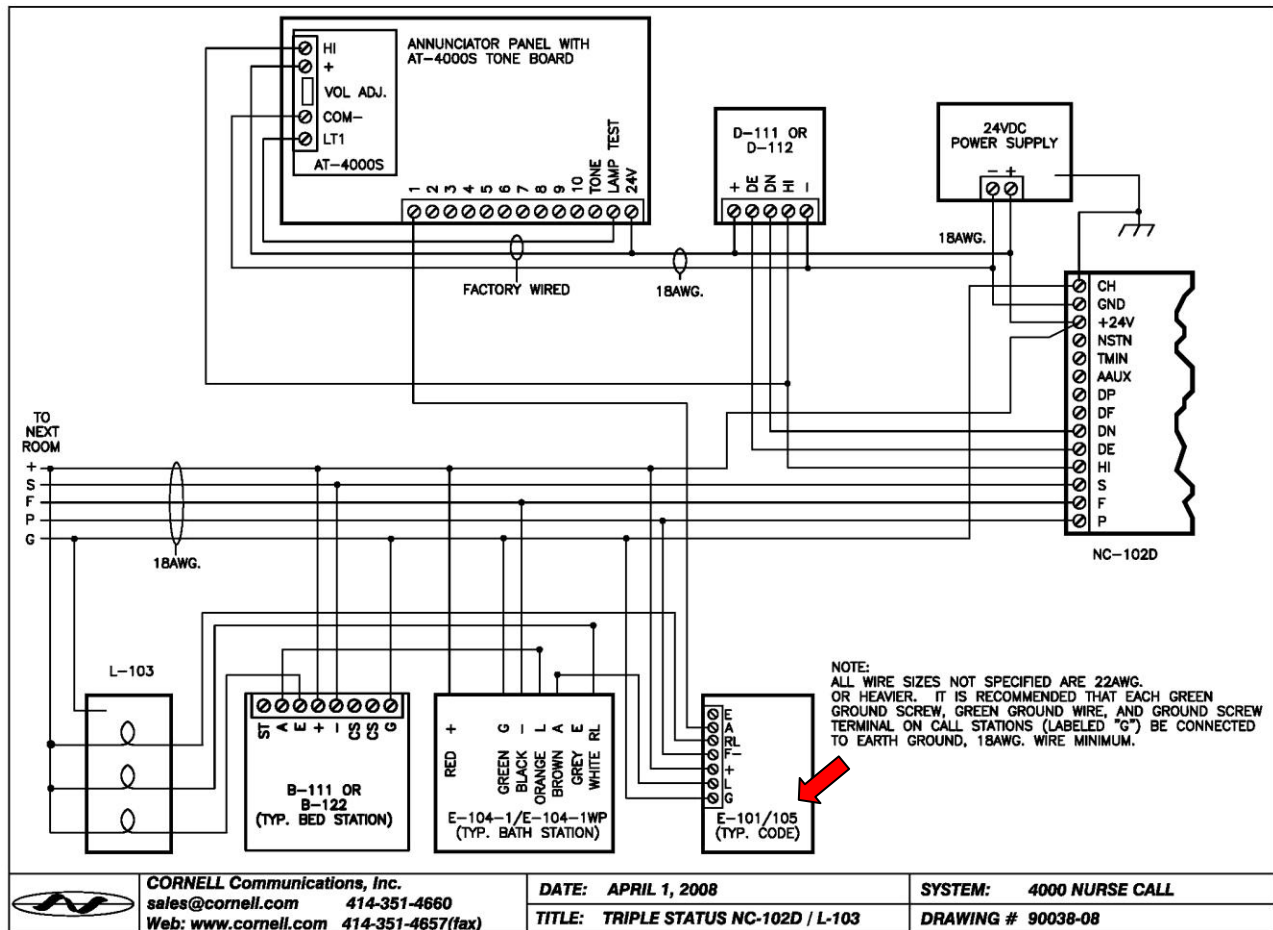 HI
+
VOL ADJ.
COM-
LT1
AT-4000S
ANNUNCIATOR PANEL WITH
AT-4000S TONE BOARD
1
2
3
4
5
6
7
8
9
10
TONE
LAMP TEST
24V
FACTORY WIRED
18AWG.
D-111 OR
D-112
+
DE
DN
HI
-
24VDC
POWER SUPPLY
- +
18AWG.
CH
GND
+24V
NSTN
TMIN
AAUX
DP
DF
DN
DE
HI
S
F
P
NC-102D
TO
NEXT
ROOM
+
S
F
P
G
18AWG.
L-103
ST
A
E
+
-
CS
CS
G
B-111 OR
B-122
(TYP. BED STATION)
RED +
GREEN G
BLACK -
ORANGE L
BROWN A
GREY E
WHITE RL
E-104-1/E-104-1WP
(TYP. BATH STATION)
E
A
RL
F-
+
L
G
E-101/105
(TYP. CODE)
NOTE:
ALL WIRE SIZES NOT SPECIFIED ARE 22AWG.
OR HEAVIER. IT IS RECOMMENDED THAT EACH GREEN
GROUND SCREW, GREEN GROUND WIRE, AND GROUND SCREW
TERMINAL ON CALL STATIONS (LABELED "G") BE CONNECTED
TO EARTH GROUND, 18AWG. WIRE MINIMUM.
CORNELL Communications, Inc.
sales@cornell.com 414-351-4660
Web: www.cornell.com 414-351-4657(fax)
DATE: APRIL 1, 2008
TITLE: TRIPLE STATUS NC-102D / L-103
SYSTEM: 4000 NURSE CALL
DRAWING # 90038-08